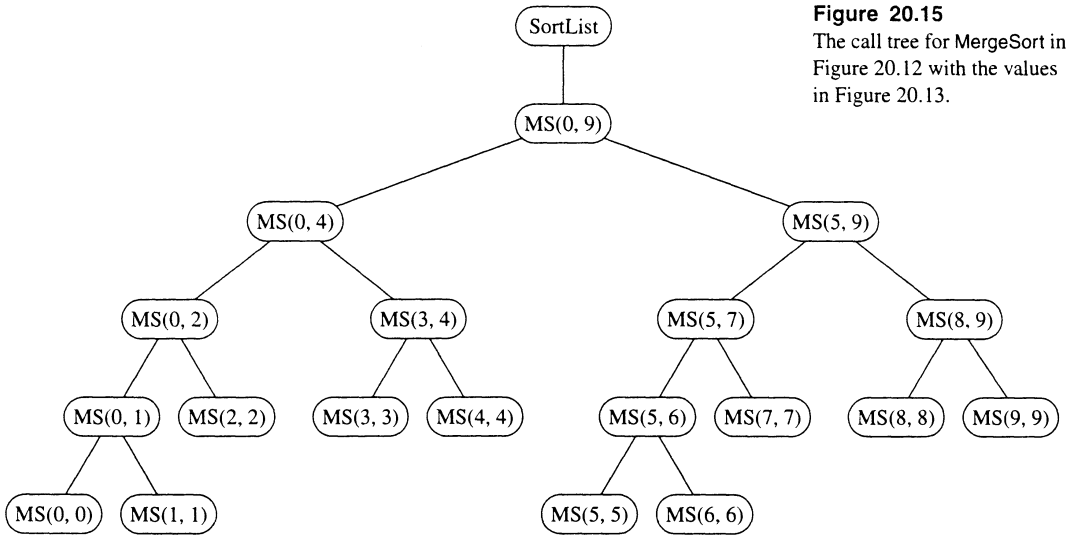 SortList
Figure 20.15
The call tree for MergeSort in
Figure 20.12 with the values
in Figure 20.13.
MS(0, 9)
MS(0, 4)
MS(5, 9)
MS(0, 2)
MS(3, 4)
MS(5, 7)
MS(8, 9)
MS(0, 1)
MS(2, 2)
MS(3, 3)
MS(4, 4)
MS(5, 6)
MS(7, 7)
MS(8, 8)
MS(9, 9)
MS(0, 0)
MS(1, 1)
MS(5, 5)
MS(6, 6)